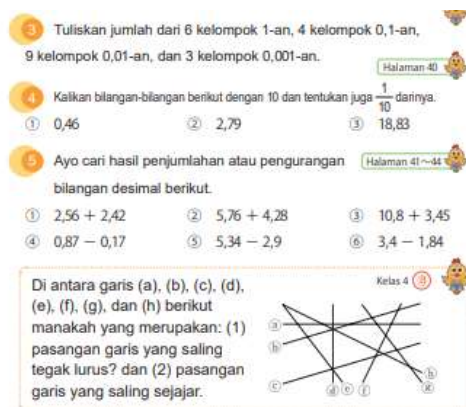 3 Tuliskan jumlah dari 6 kelompok 1-an, 4 kelompok 0,1-an,
9 kelompok 0,01-an, dan 3 kelompok 0,001-an.
Halaman 40
4 Kalikan bilangan-bilangan berikut dengan 10 dan tentukan juga 1/10 darinya.
① 0,46 ② 2,79 ③ 18,83
5 Ayo cari hasil penjumlahan atau pengurangan Halaman 41～44
bilangan desimal berikut.
① 2,56 + 2,42 ② 5,76 + 4,28 ③ 10,8 + 3,45
④ 0,87 − 0,17 ⑤ 5,34 − 2,9 ⑥ 3,4 − 1,84
Kelas 4
Di antara garis (a), (b), (c), (d),
(e), (f), (g), dan (h) berikut
manakah yang merupakan: (1)
pasangan garis yang saling
tegak lurus? dan (2) pasangan
garis yang saling sejajar.
ⓐ
ⓑ
ⓒ ⓓ ⓔ ⓕ ⓖ ⓗ